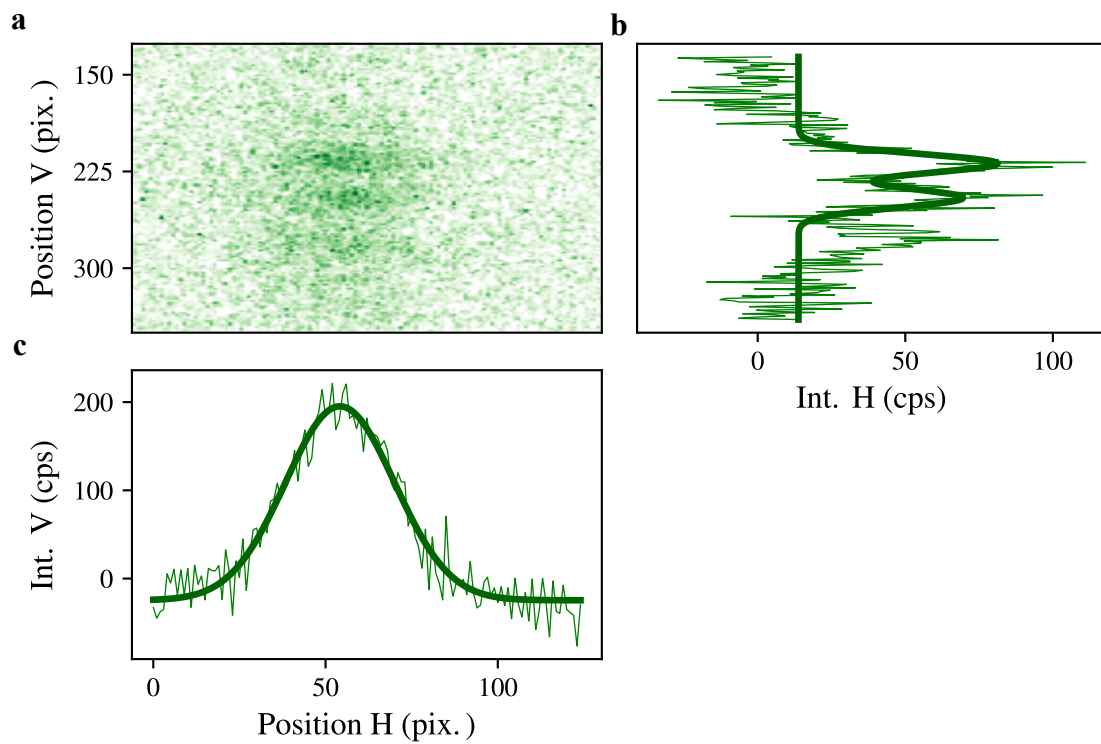 a
150
225
300
Position V (pix.)
b
0
50
100
Int. H (cps)
c
200
100
0
Int. V (cps)
0
50
100
Position H (pix.)